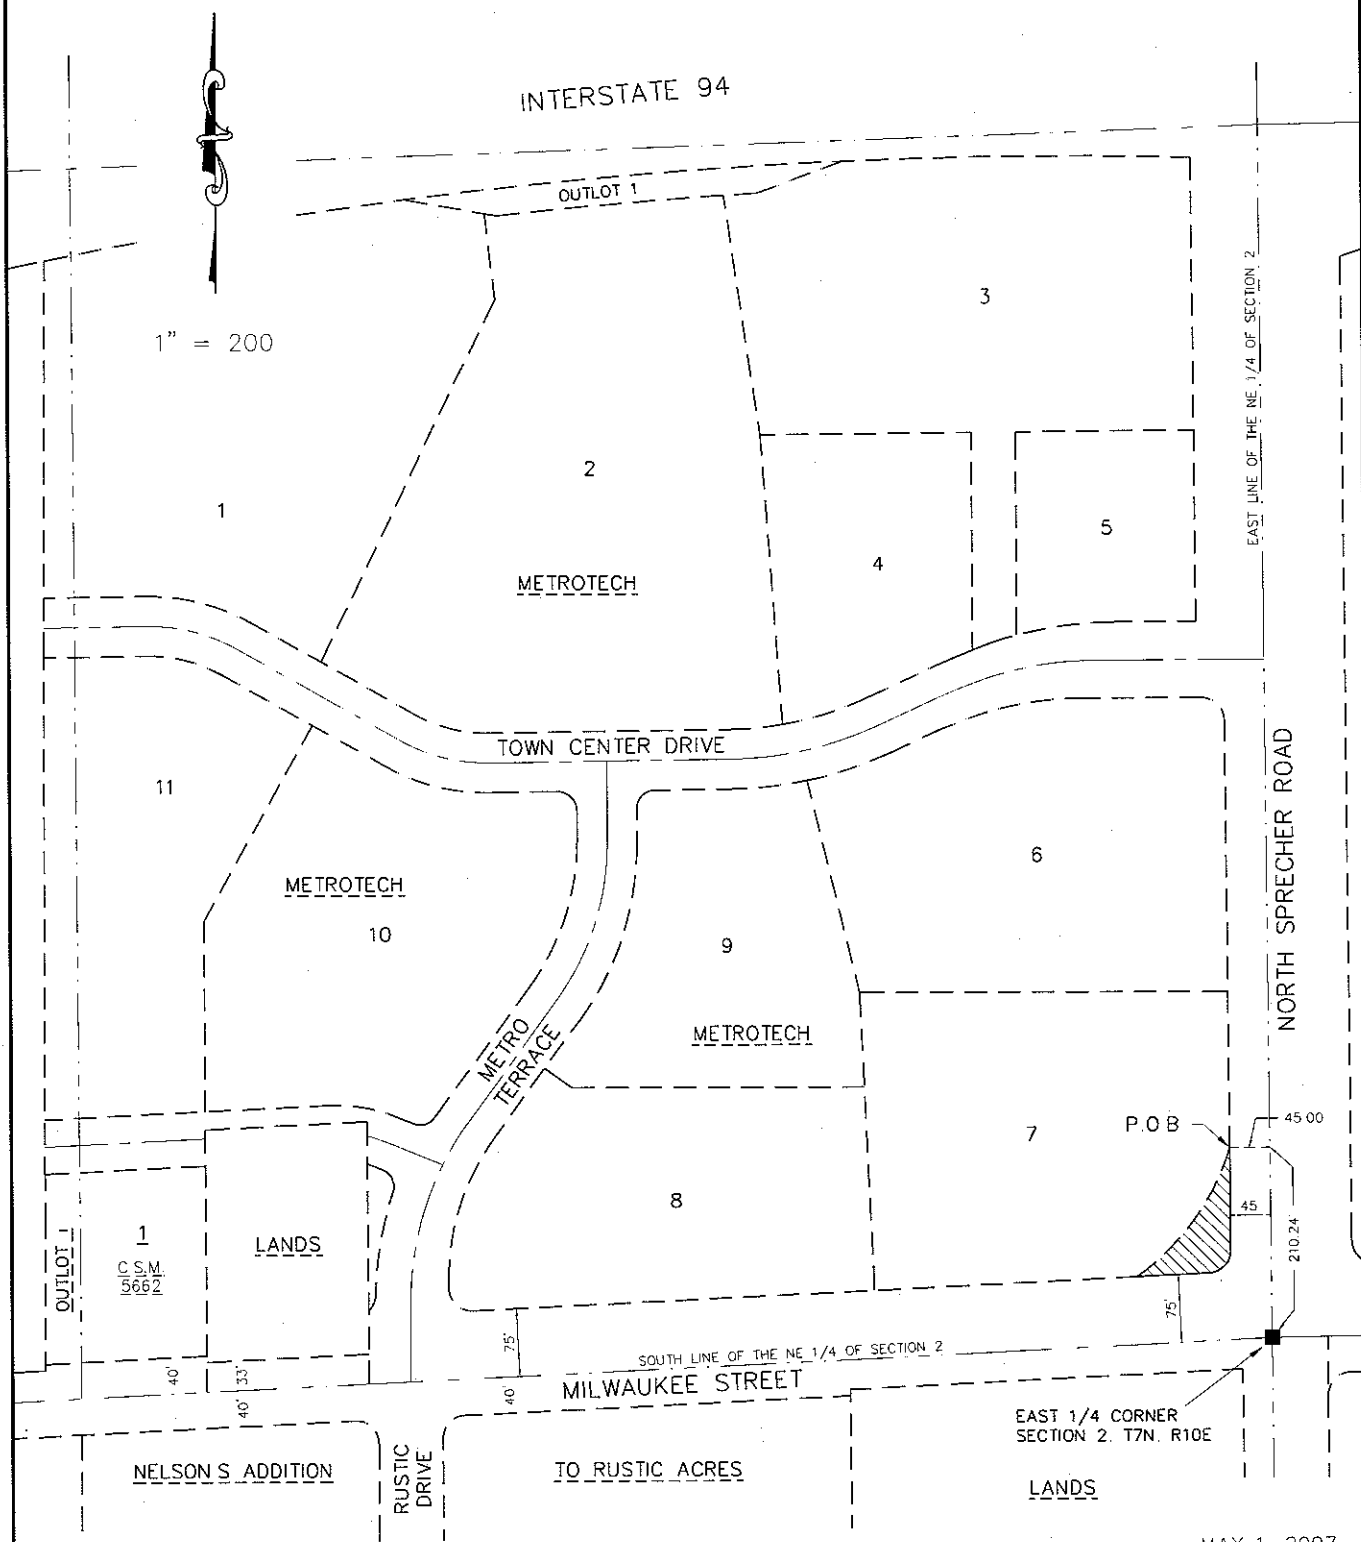 INTERSTATE 94
OUTLOT 1
1" = 200
EAST LINE OF THE NE 1/4 OF SECTION 2
3
2
1
5
4
METROTECH
TOWN CENTER DRIVE
NORTH SPRECHER ROAD
11
6
METROTECH
10
9
METROTECH
METRO
TERRACE
7
P.O.B
45 00
8
45
210.24'
1
C.S.M.
5662
LANDS
OUTLOT 1
75'
75'
SOUTH LINE OF THE NE 1/4 OF SECTION 2
40'
33'
40'
40'
MILWAUKEE STREET
EAST 1/4 CORNER
SECTION 2. T7N. R10E
NELSON S ADDITION
RUSTIC
DRIVE
TO RUSTIC ACRES
LANDS